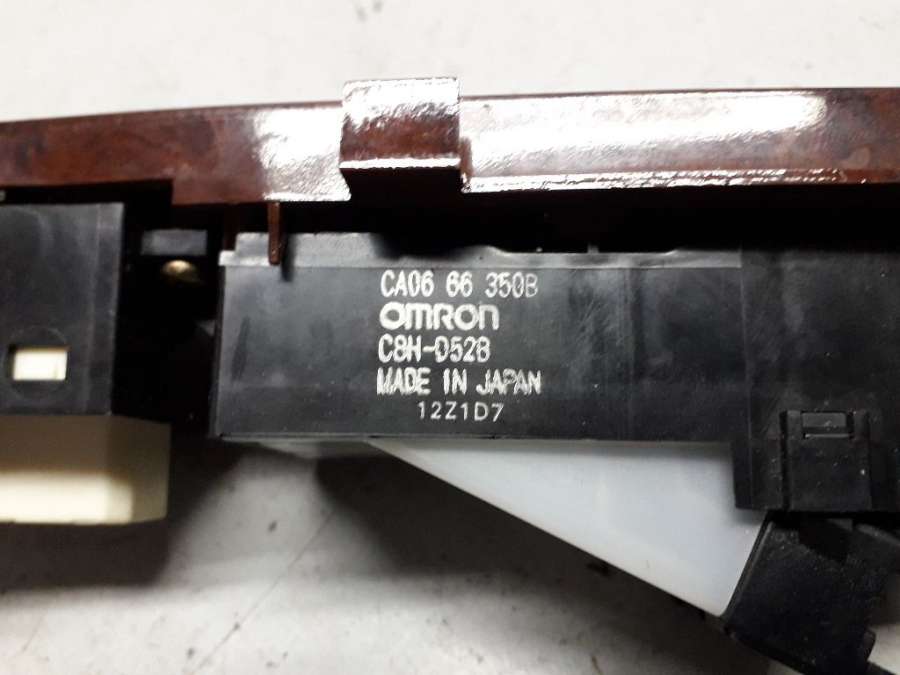 CA06 66 350B
OMRON
C8H-D52B
MADE IN JAPAN
12Z1D7